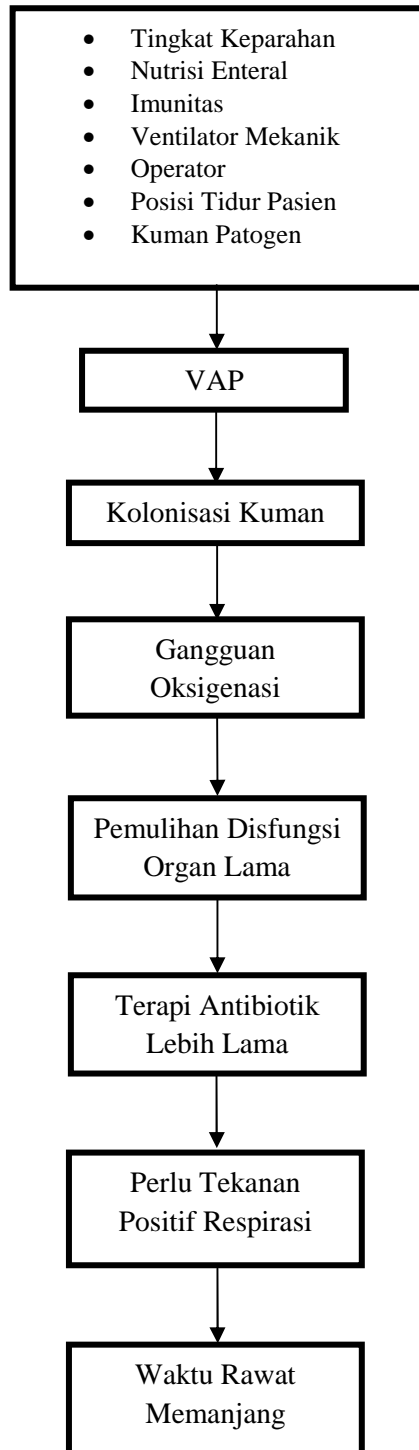 • Tingkat Keparahan
• Nutrisi Enteral
• Imunitas
• Ventilator Mekanik
• Operator
• Posisi Tidur Pasien
• Kuman Patogen
VAP
Kolonisasi Kuman
Gangguan
Oksigenasi
Pemulihan Disfungsi
Organ Lama
Terapi Antibiotik
Lebih Lama
Perlu Tekanan
Positif Respirasi
Waktu Rawat
Memanjang